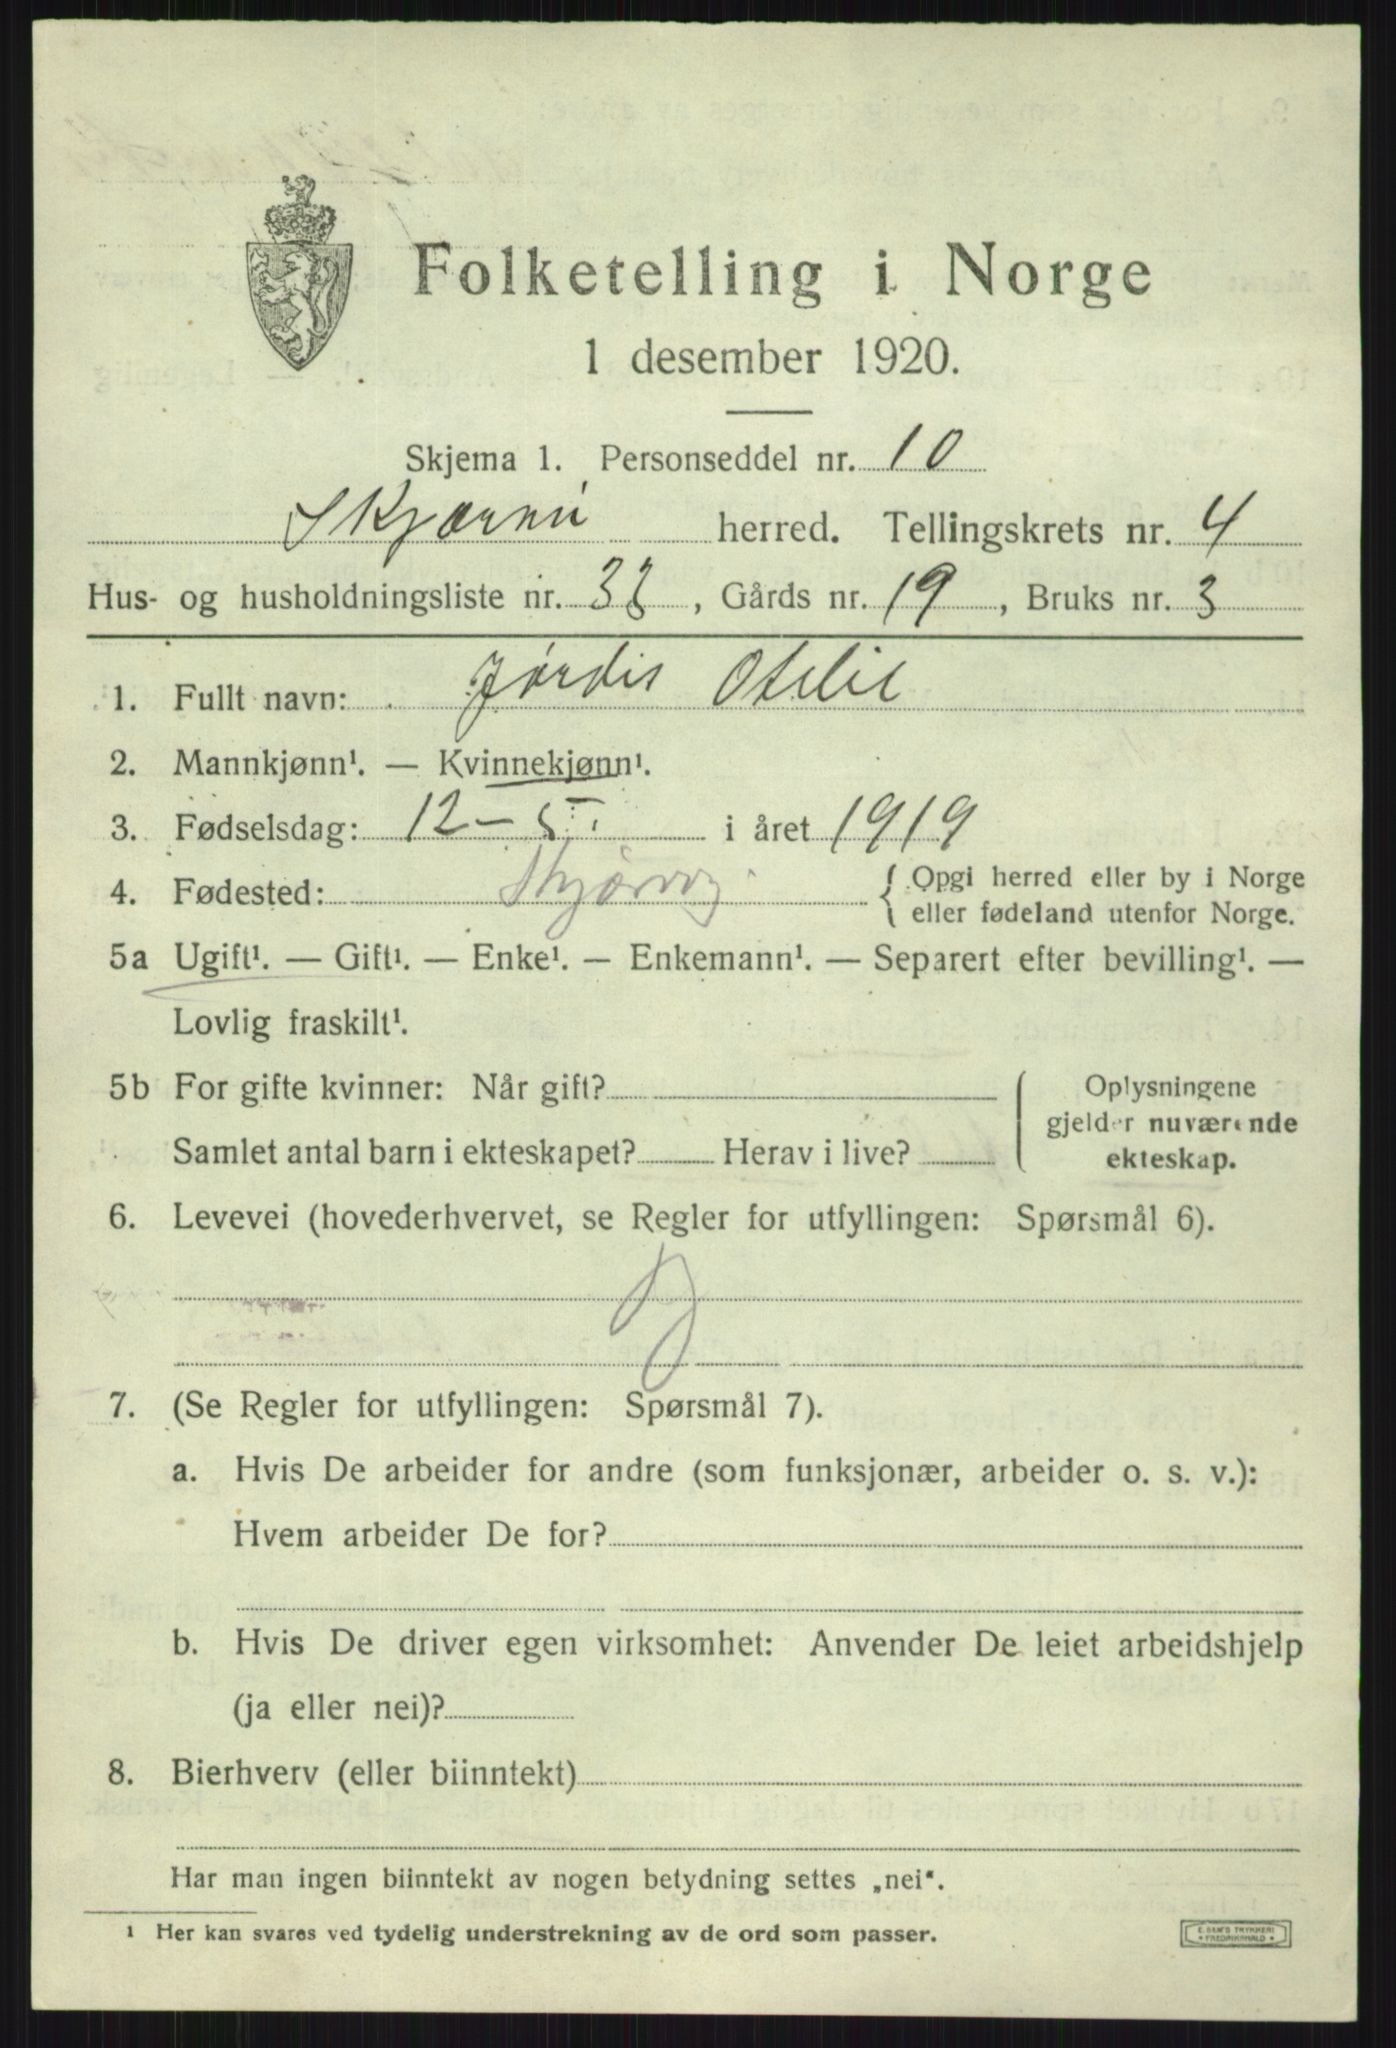 Folketelling i Norge
1 desember 1920.
Skjema 1. Personseddel nr. 10
herred. Tellingskrets nr. 4
Hus- og husholdningsliste nr. 33, Gårds nr. 19, Bruks nr. 3
1. Fullt navn: Jørdis Otelie
2. Mannkjønn¹. — Kvinnekjønn¹.
3. Fødselsdag: 12 – 5. i året 1919
4. Fødested: Skjervøy { Opgi herred eller by i Norge
eller fødeland utenfor Norge.
5a Ugift¹. — Gift¹. — Enke¹. — Enkemann¹. — Separert efter bevilling¹. —
Lovlig fraskilt¹.
5b For gifte kvinner: Når gift? Oplysningene
gjelder nuværende
Samlet antal barn i ekteskapet? Herav i live? ekteskap.
6. Levevei (hovederhvervet, se Regler for utfyllingen: Spørsmål 6).
7. (Se Regler for utfyllingen: Spørsmål 7).
a. Hvis De arbeider for andre (som funksjonær, arbeider o. s. v.):
Hvem arbeider De for?
b. Hvis De driver egen virksomhet: Anvender De leiet arbeidshjelp
(ja eller nei)?
8. Bierhverv (eller biinntekt)
Har man ingen biinntekt av nogen betydning settes „nei“.
¹ Her kan svares ved tydelig understrekning av de ord som passer.
E. SEM'S TRYKKERI
FREDRIKSHALD